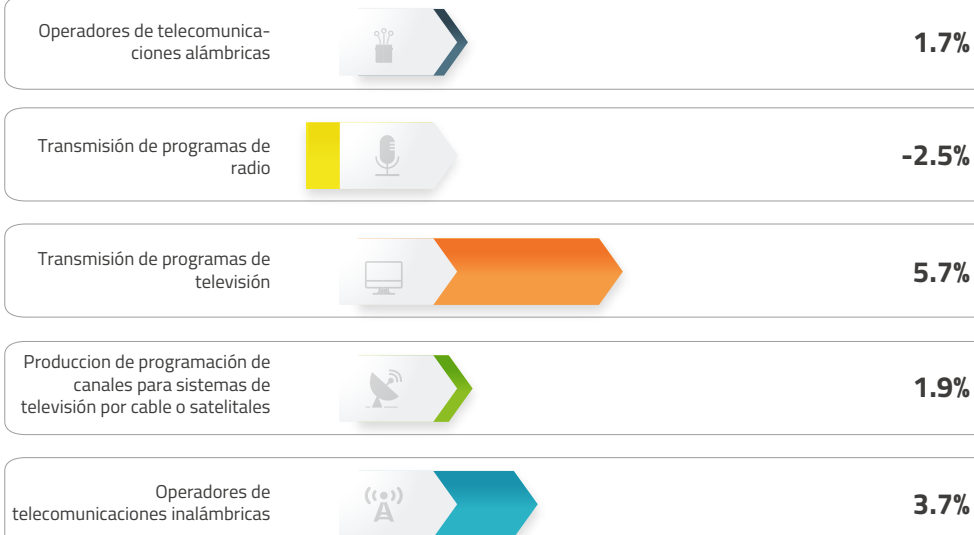 Operadores de telecomunica-
ciones alámbricas
1.7%
Transmisión de programas de
radio
-2.5%
Transmisión de programas de
televisión
5.7%
Produccion de programación de
canales para sistemas de
televisión por cable o satelitales
1.9%
Operadores de
telecomunicaciones inalámbricas
3.7%